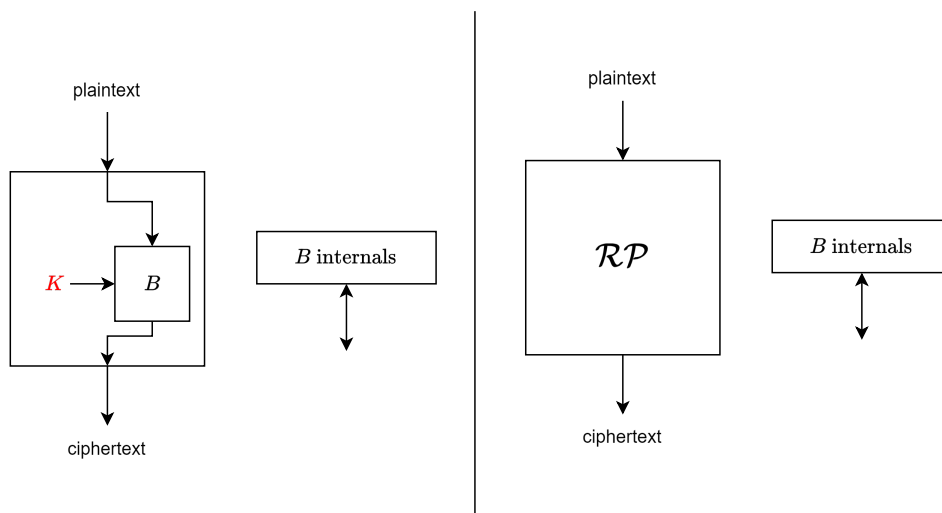 plaintext
K
B
ciphertext
B internals
plaintext
𝓡𝓟
ciphertext
B internals